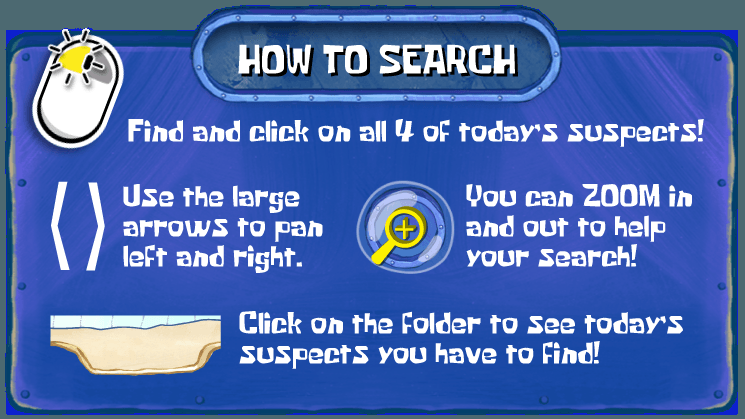 HOW TO SEARCH
Find and click on all 4 of today's suspects!
Use the large
arrows to pan
left and right.
You can ZOOM in
and out to help
your search!
Click on the folder to see today's
suspects you have to find!